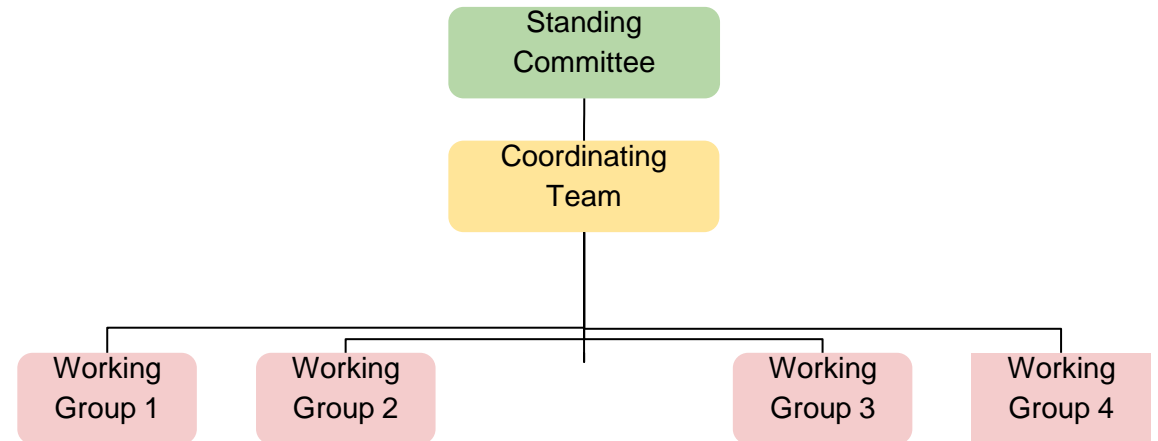 Standing
Committee
Coordinating
Team
Working
Group 1
Working
Group 2
Working
Group 3
Working
Group 4